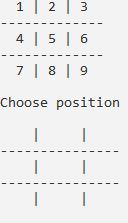 1 | 2 | 3
--------------
4 | 5 | 6
--------------
7 | 8 | 9
Choose position
| |
---------------
| |
---------------
| |